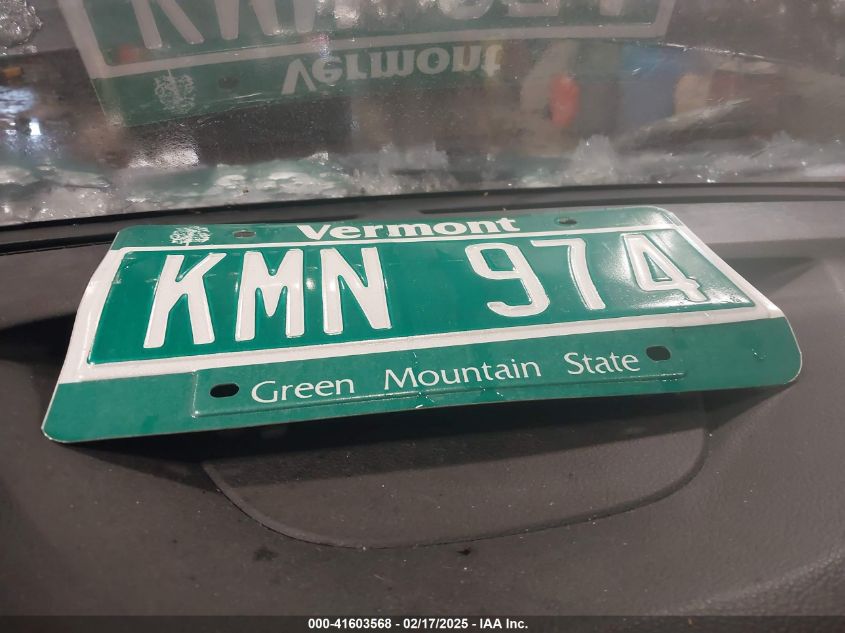 Vermont
Vermont
KMN 974
Green Mountain State
000-41603568 - 02/17/2025 - IAA Inc.